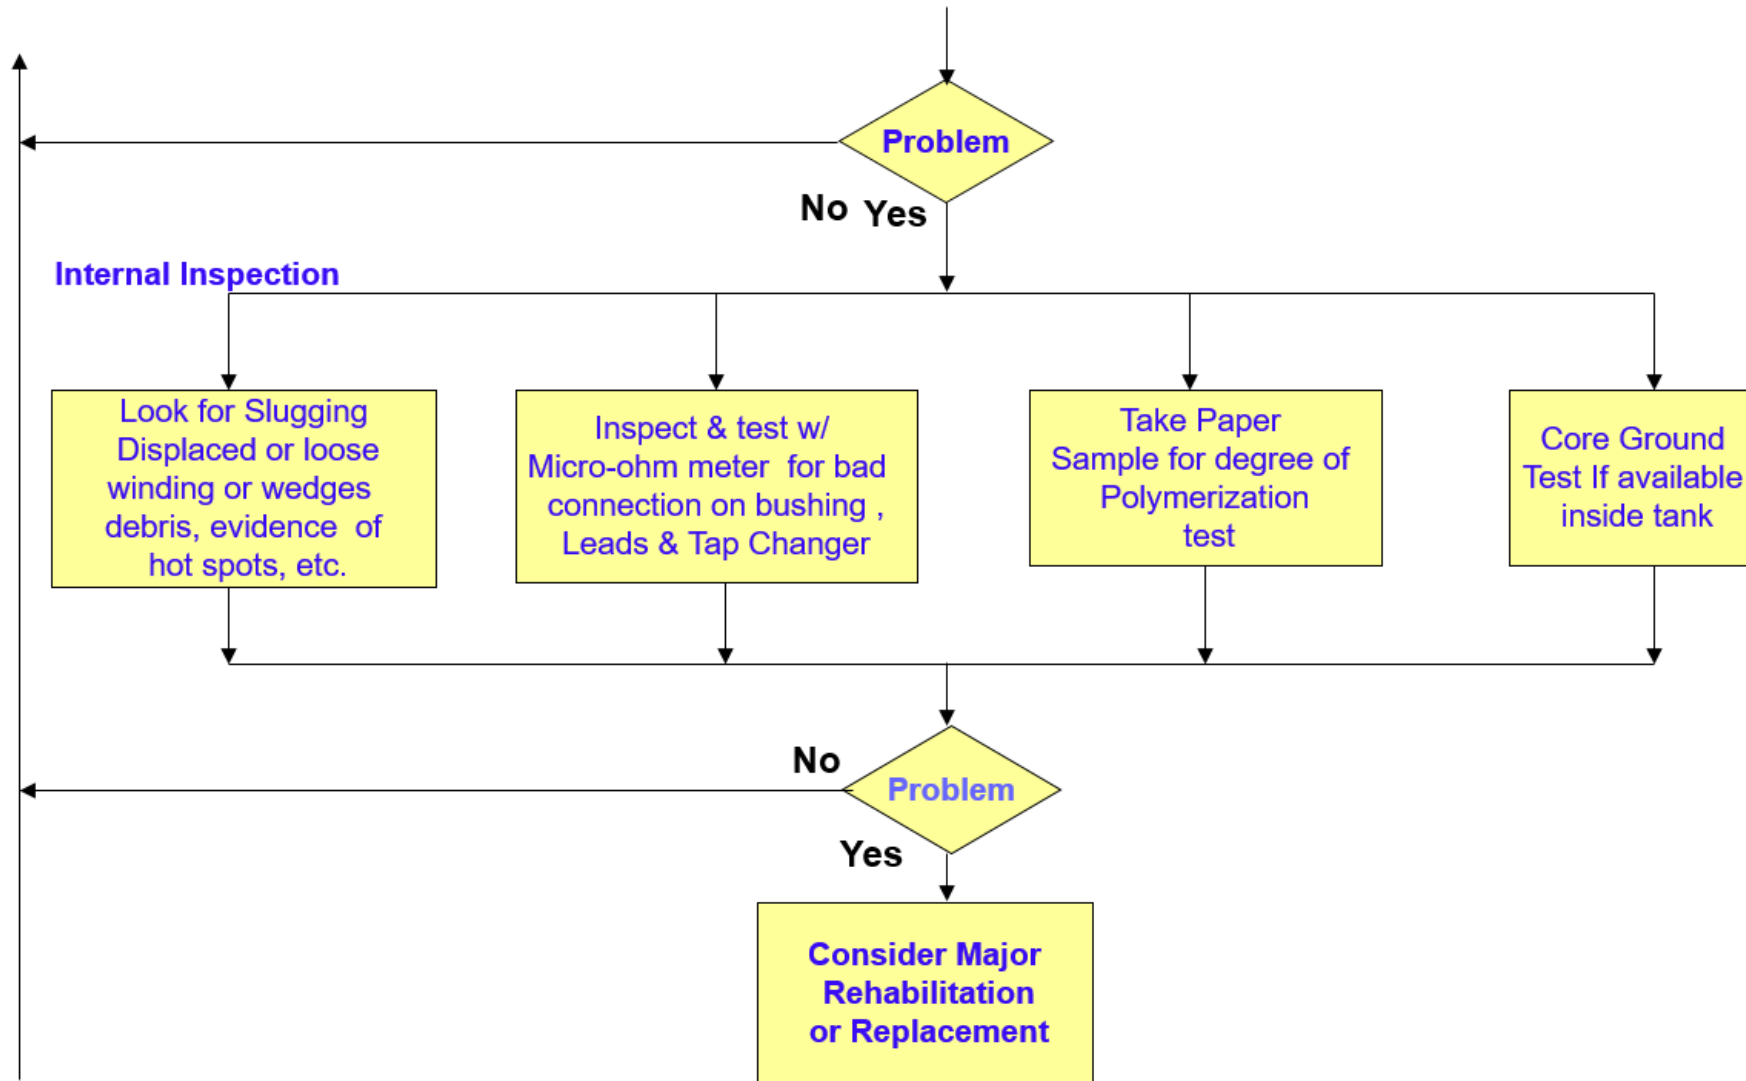 Problem
No Yes
Internal Inspection
Look for Slugging
Displaced or loose
winding or wedges
debris, evidence of
hot spots, etc.
Inspect & test w/
Micro-ohm meter for bad
connection on bushing ,
Leads & Tap Changer
Take Paper
Sample for degree of
Polymerization
test
Core Ground
Test If available
inside tank
No
Problem
Yes
Consider Major
Rehabilitation
or Replacement